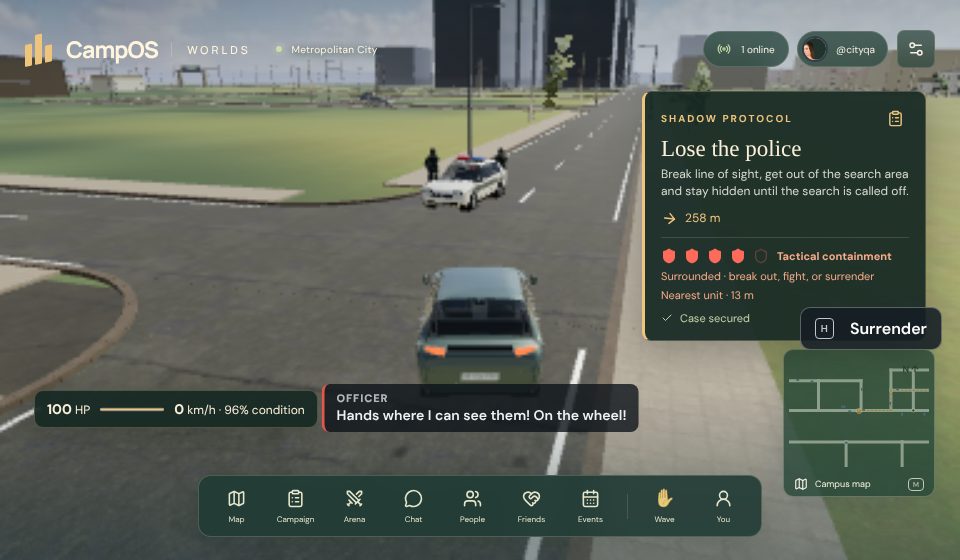 CampOS
WORLDS
Metropolitan City
1 online
@cityqa
SHADOW PROTOCOL
Lose the police
Break line of sight, get out of the search area
and stay hidden until the search is called off.
258 m
Tactical containment
Surrounded · break out, fight, or surrender
Nearest unit · 13 m
Case secured
H Surrender
100 HP
0 km/h · 96% condition
OFFICER
Hands where I can see them! On the wheel!
Campus map
M
Map
Campaign
Arena
Chat
People
Friends
Events
Wave
You